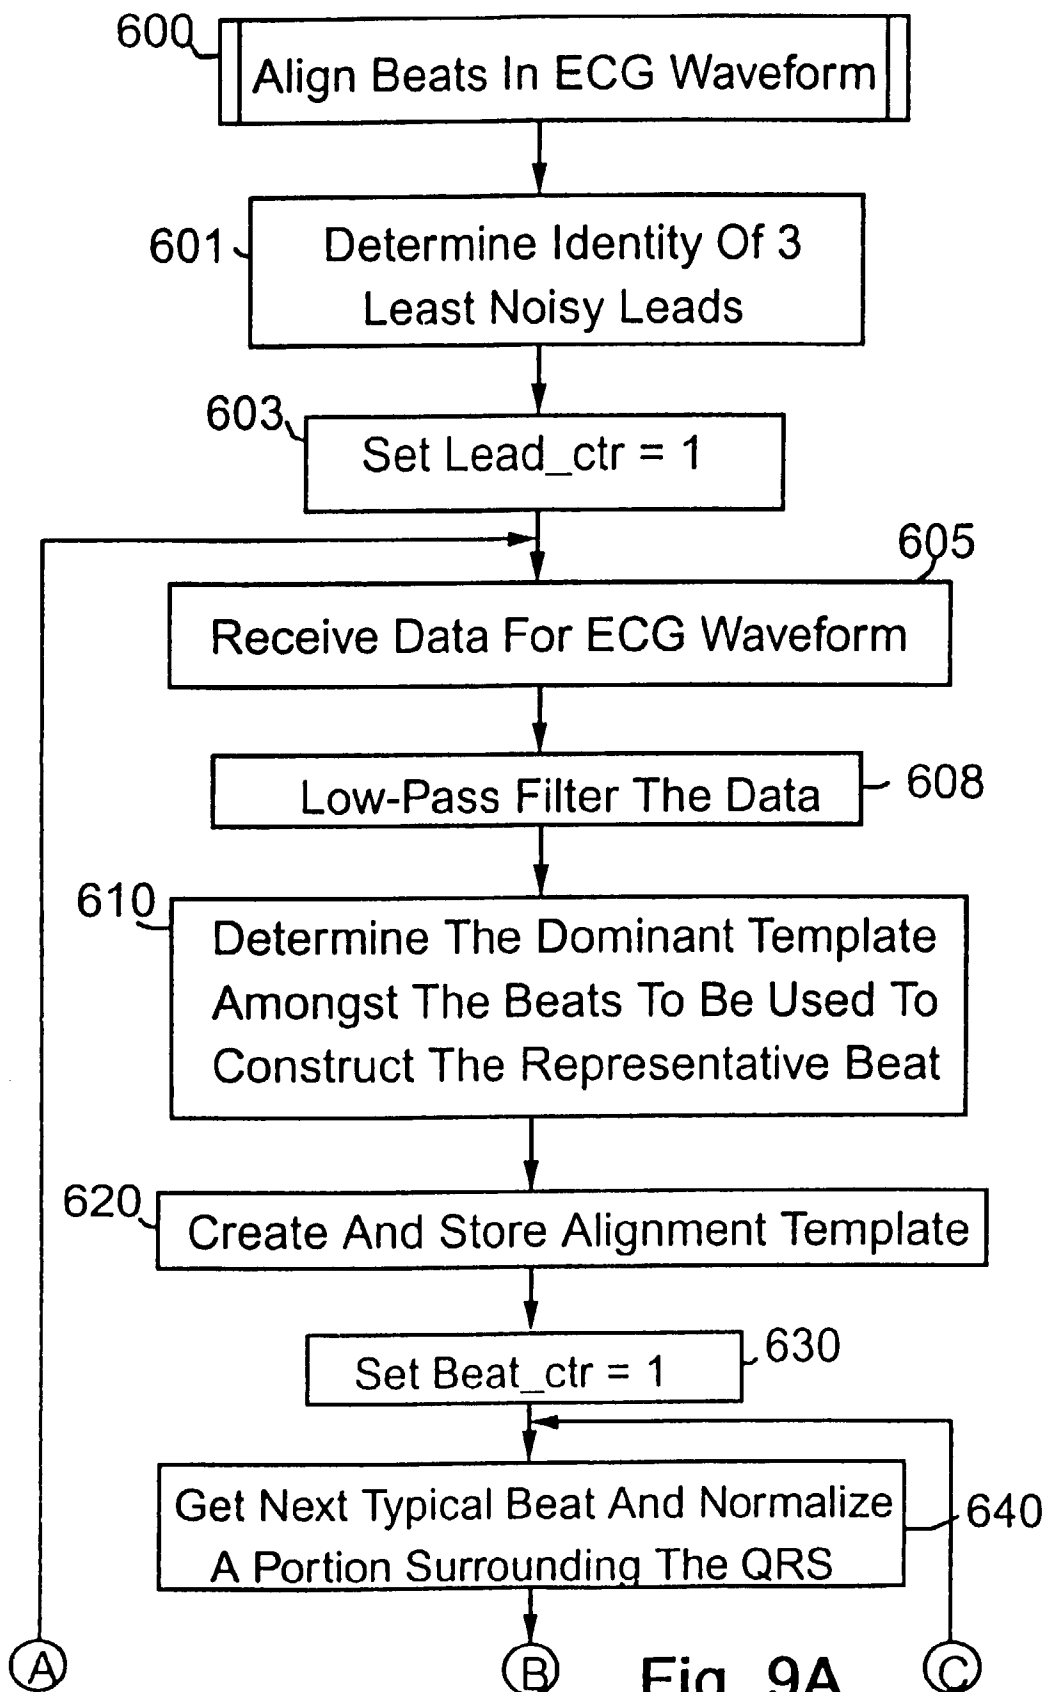 600
Align Beats In ECG Waveform
601
Determine Identity Of 3
Least Noisy Leads
603
Set Lead_ctr = 1
605
Receive Data For ECG Waveform
Low-Pass Filter The Data
608
610
Determine The Dominant Template
Amongst The Beats To Be Used To
Construct The Representative Beat
620
Create And Store Alignment Template
630
Set Beat_ctr = 1
Get Next Typical Beat And Normalize
A Portion Surrounding The QRS
640
A
B
Fig. 9A
C